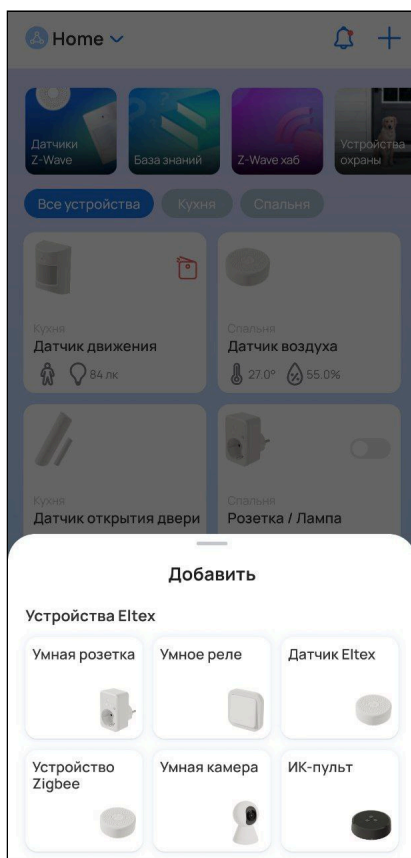 Home
Датчики
Z-Wave
База знаний
Z-Wave хаб
Устройства
охраны
Все устройства
Кухня
Спальня
Кухня
Датчик движения
84 лк
Спальня
Датчик воздуха
27.0°
55.0%
Кухня
Датчик открытия двери
Спальня
Розетка / Лампа
Добавить
Устройства Eltex
Умная розетка
Умное реле
Датчик Eltex
Устройство
Zigbee
Умная камера
ИК-пульт